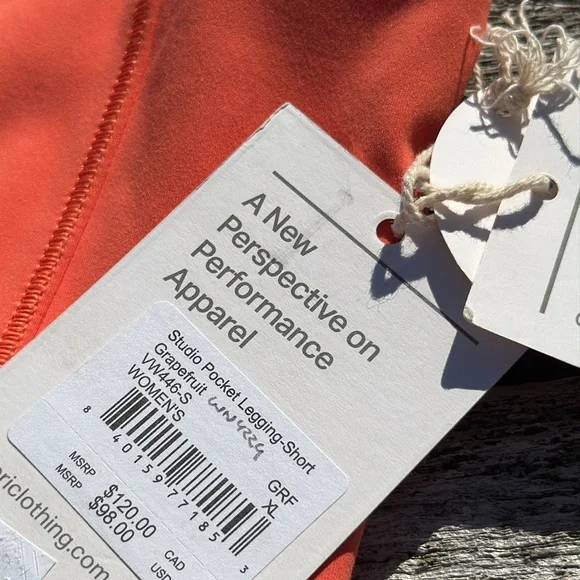 A New
Perspective on
Performance
Apparel
Studio Pocket Legging-Short
Grapefruit GRF
VW446-S XL
WOMEN'S
8 40159 77185 3
MSRP $120.00 CAD
MSRP $98.00 USD
riclothing.com